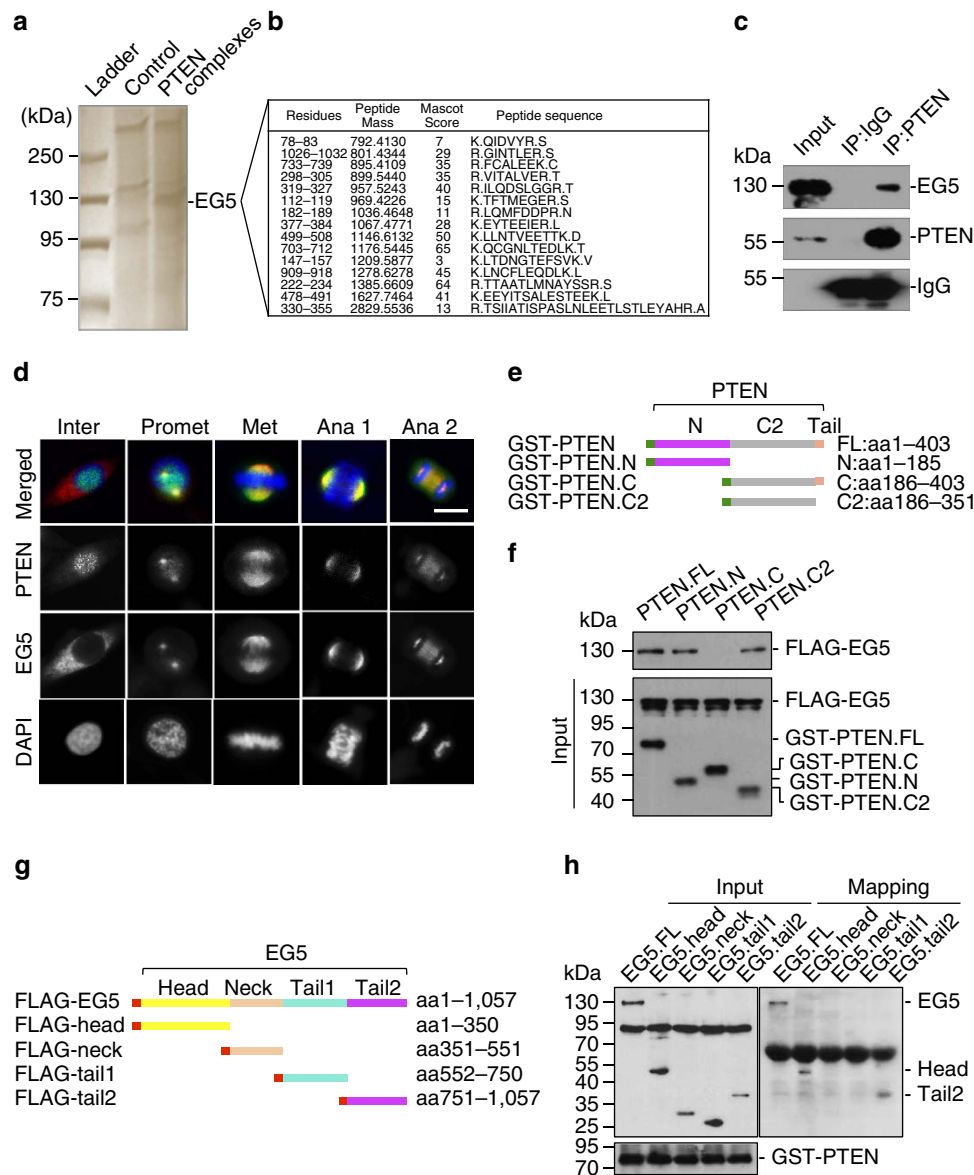 a
Ladder
Control
PTEN complexes
(kDa)
250
130
95
75
-EG5
b
Residues Peptide Mass Mascot Score Peptide sequence
78–83 792.4130 7 K.QIDVYR.S
1026–1032 801.4344 29 R.GINTLER.S
733–739 895.4109 35 R.FCALEEK.C
298–305 899.5440 35 R.VITALVER.T
319–327 957.5243 40 R.ILQDSLGGR.T
112–119 969.4226 15 K.TFTMEGER.S
182–189 1036.4648 11 R.LQMFDDPR.N
377–384 1067.4771 28 K.EYTEEIER.L
499–508 1146.6132 50 K.LLNTVEETTK.D
703–712 1176.5445 65 K.QCGNLTEDLK.T
147–157 1209.5877 3 K.LTDNGTEFSVK.V
909–918 1278.6278 45 K.LNCFLEQDLK.L
222–234 1385.6609 64 R.TTAATLMNAYSSR.S
478–491 1627.7464 41 K.EEYITSALESTEEK.L
330–355 2829.5536 13 R.TSIIATISPASLNLEETLSTLEYAHR.A
c
Input
IP:IgG
IP:PTEN
kDa
130 -EG5
55 -PTEN
55 -IgG
d
Inter Promet Met Ana 1 Ana 2
Merged
PTEN
EG5
DAPI
e
PTEN
N C2 Tail
GST-PTEN FL:aa1–403
GST-PTEN.N N:aa1–185
GST-PTEN.C C:aa186–403
GST-PTEN.C2 C2:aa186–351
f
PTEN.FL
PTEN.N
PTEN.C
PTEN.C2
kDa
130 - FLAG-EG5
Input
130 - FLAG-EG5
95
70 - GST-PTEN.FL
55 GST-PTEN.C
GST-PTEN.N
40 GST-PTEN.C2
g
EG5
Head Neck Tail1 Tail2
FLAG-EG5 aa1–1,057
FLAG-head aa1–350
FLAG-neck aa351–551
FLAG-tail1 aa552–750
FLAG-tail2 aa751–1,057
h
Input Mapping
EG5.FL
EG5.head
EG5.neck
EG5.tail1
EG5.tail2
EG5.FL
EG5.head
EG5.neck
EG5.tail1
EG5.tail2
kDa
130 - EG5
95
70
55 - Head
40 - Tail2
35
25
95
70 - GST-PTEN